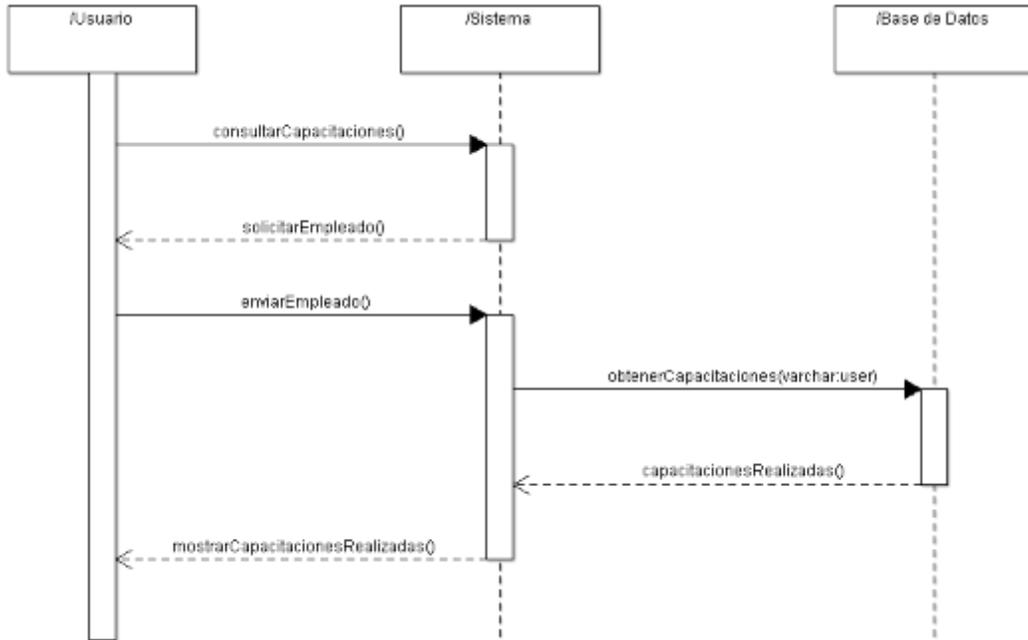 /Usuario
/Sistema
/Base de Datos
consultarCapacitaciones()
solicitarEmpleado()
enviarEmpleado()
obtenerCapacitaciones(varchar:user)
capacitacionesRealizadas()
mostrarCapacitacionesRealizadas()